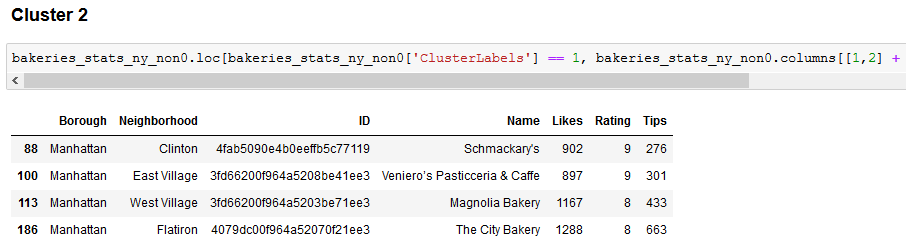 Cluster 2
bakeries_stats_ny_non0.loc[bakeries_stats_ny_non0['ClusterLabels'] == 1, bakeries_stats_ny_non0.columns[[1,2] +
Borough Neighborhood ID Name Likes Rating Tips
88 Manhattan Clinton 4fab5090e4b0eeffb5c77119 Schmackary's 902 9 276
100 Manhattan East Village 3fd66200f964a5208be41ee3 Veniero’s Pasticceria & Caffe 897 9 301
113 Manhattan West Village 3fd66200f964a5203be71ee3 Magnolia Bakery 1167 8 433
186 Manhattan Flatiron 4079dc00f964a52070f21ee3 The City Bakery 1288 8 663